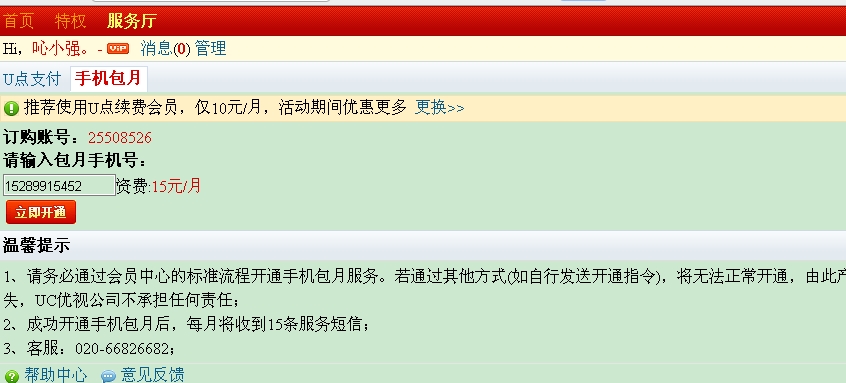 首页 特权 服务厅
Hi，吣小强。- VIP 消息(0) 管理
U点支付 手机包月
推荐使用U点续费会员，仅10元/月，活动期间优惠更多 更换>>
订购账号：25508526
请输入包月手机号：
15289915452 资费:15元/月
立即开通
温馨提示
1、请务必通过会员中心的标准流程开通手机包月服务。若通过其他方式(如自行发送开通指令)，将无法正常开通，由此产
失，UC优视公司不承担任何责任；
2、成功开通手机包月后，每月将收到15条服务短信；
3、客服：020-66826682；
帮助中心 意见反馈